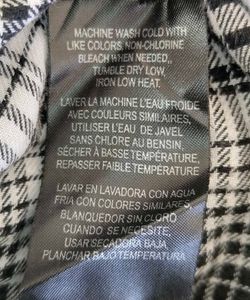 MACHINE WASH COLD WITH
LIKE COLORS, NON-CHLORINE
BLEACH WHEN NEEDED,,
TUMBLE DRY LOW,
IRON LOW HEAT.
LAVER LA MACHINE L'EAU FROIDE
AVEC COULEURS SIMILAIRES,
UTILISER L'EAU DE JAVEL
SANS CHLORE AU BENSIN.
SÉCHER À BASSE TEMPÉRATURE,
REPASSER FAIBLE TEMPÉRATURE
LAVAR EN LAVADORA CON AGUA
FRIA CON COLORES SIMILARES,
BLANQUEDOR SIN CLORO
CUANDO SE NECESITE,
USAR SECADORA BAJA
PLANCHAR BAJO TEMPERATURA